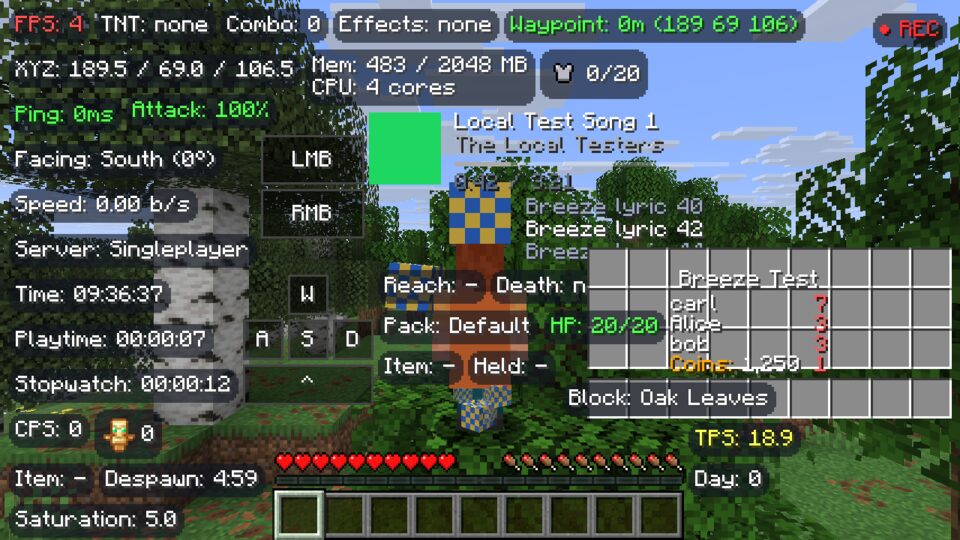 FPS: 4 TNT: none Combo: 0 Effects: none Waypoint: 0m (189 69 106) REC
XYZ: 189.5 / 69.0 / 106.5 Mem: 483 / 2048 MB
CPU: 4 cores
0/20
Ping: 0ms Attack: 100%
Local Test Song 1
The Local Testers
Facing: South (0°) LMB
Speed: 0.00 b/s RMB
Breeze lyric 40
Breeze lyric 42
Breeze
Server: Singleplayer
Reach: - Death: n
Breeze Test
carl 7
Alice 3
bob 3
Coins: 1,250 1
Time: 09:36:37 W
Pack: Default HP: 20/20
Playtime: 00:00:07 A S D
Item: - Held: -
Stopwatch: 00:00:12 ^
Block: Oak Leaves
CPS: 0 0
TPS: 18.9
Item: - Despawn: 4:59
Day: 0
Saturation: 5.0